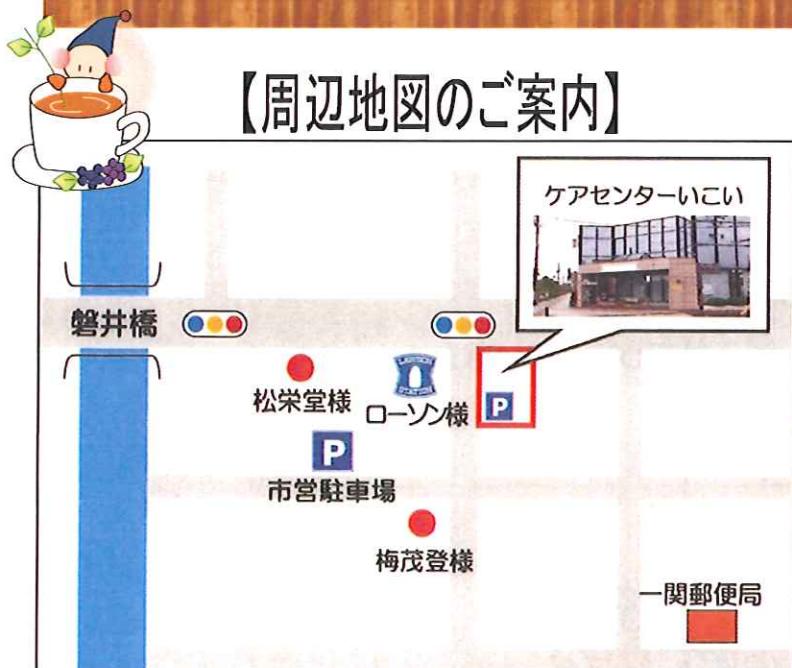 【周辺地図のご案内】
ケアセンターいこい
磐井橋
LAWSON
STATION
松栄堂様
ローソン様
P
P
市営駐車場
梅茂登様
一関郵便局